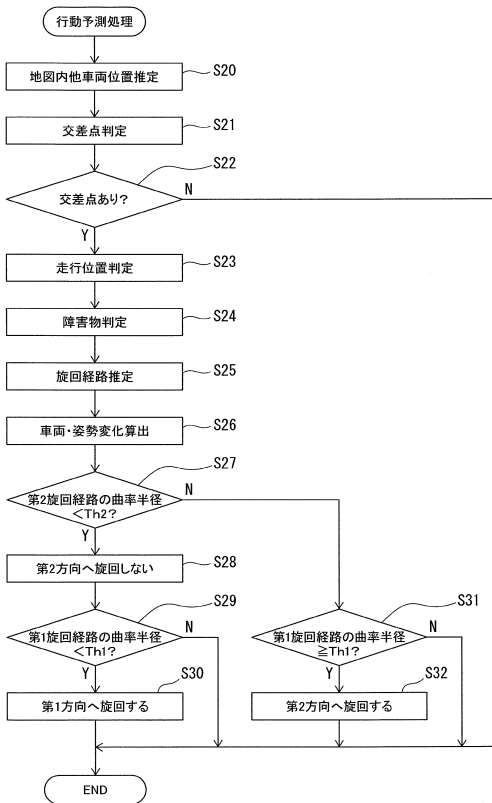 行動予測処理
地図内他車両位置推定
S20
交差点判定
S21
S22
交差点あり?
N
Y
走行位置判定
S23
障害物判定
S24
旋回経路推定
S25
車両・姿勢変化算出
S26
S27
第2旋回経路の曲率半径
<Th2?
N
Y
第2方向へ旋回しない
S28
S29
第1旋回経路の曲率半径
<Th1?
N
Y
S31
第1旋回経路の曲率半径
≧Th1?
N
Y
S30
第1方向へ旋回する
S32
第2方向へ旋回する
END